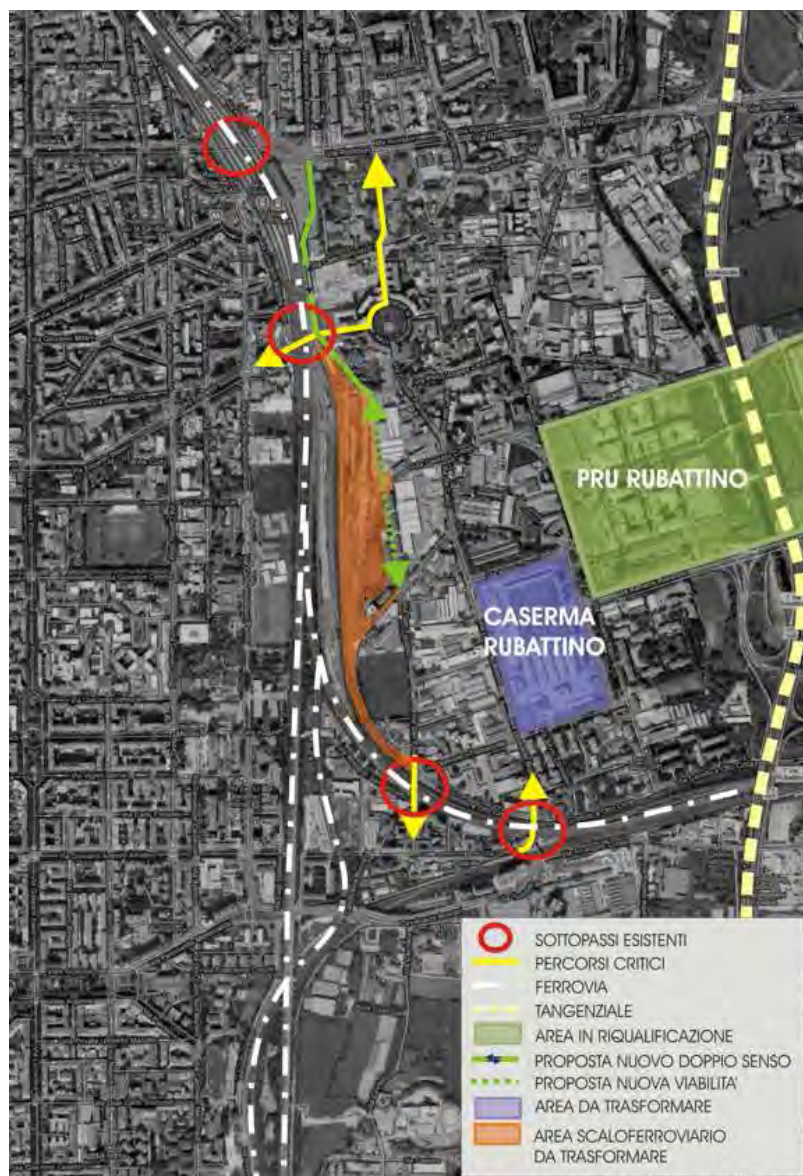 PRU RUBATTINO
CASERMA
RUBATTINO
SOTTOPASSI ESISTENTI
PERCORSI CRITICI
FERROVIA
TANGENZIALE
AREA IN RIQUALIFICAZIONE
PROPOSTA NUOVO DOPPIO SENSO
PROPOSTA NUOVA VIABILITA'
AREA DA TRASFORMARE
AREA SCALOFERROVIARIO
DA TRASFORMARE